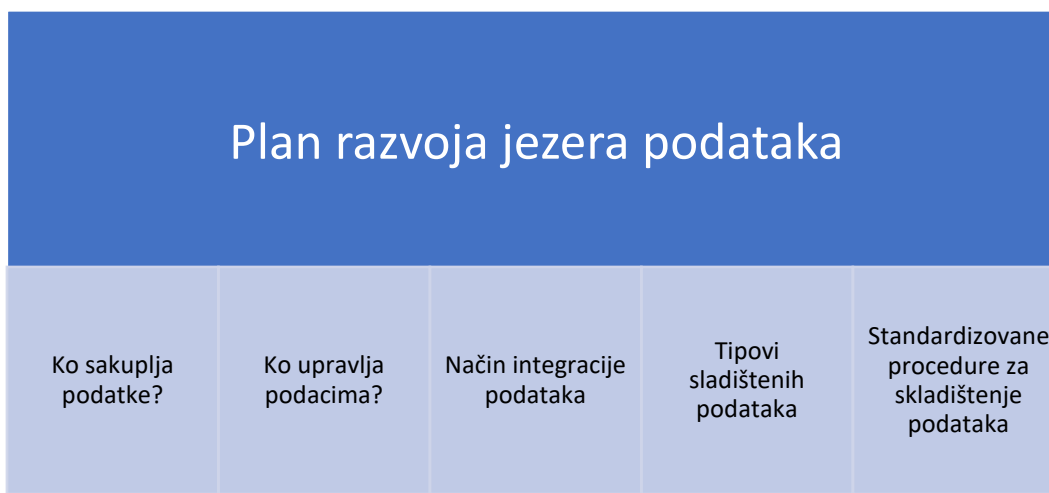 Plan razvoja jezera podataka
Ko sakuplja
podatke?
Ko upravlja
podacima?
Način integracije
podataka
Tipovi
sladištenih
podataka
Standardizovane
procedure za
skladištenje
podataka